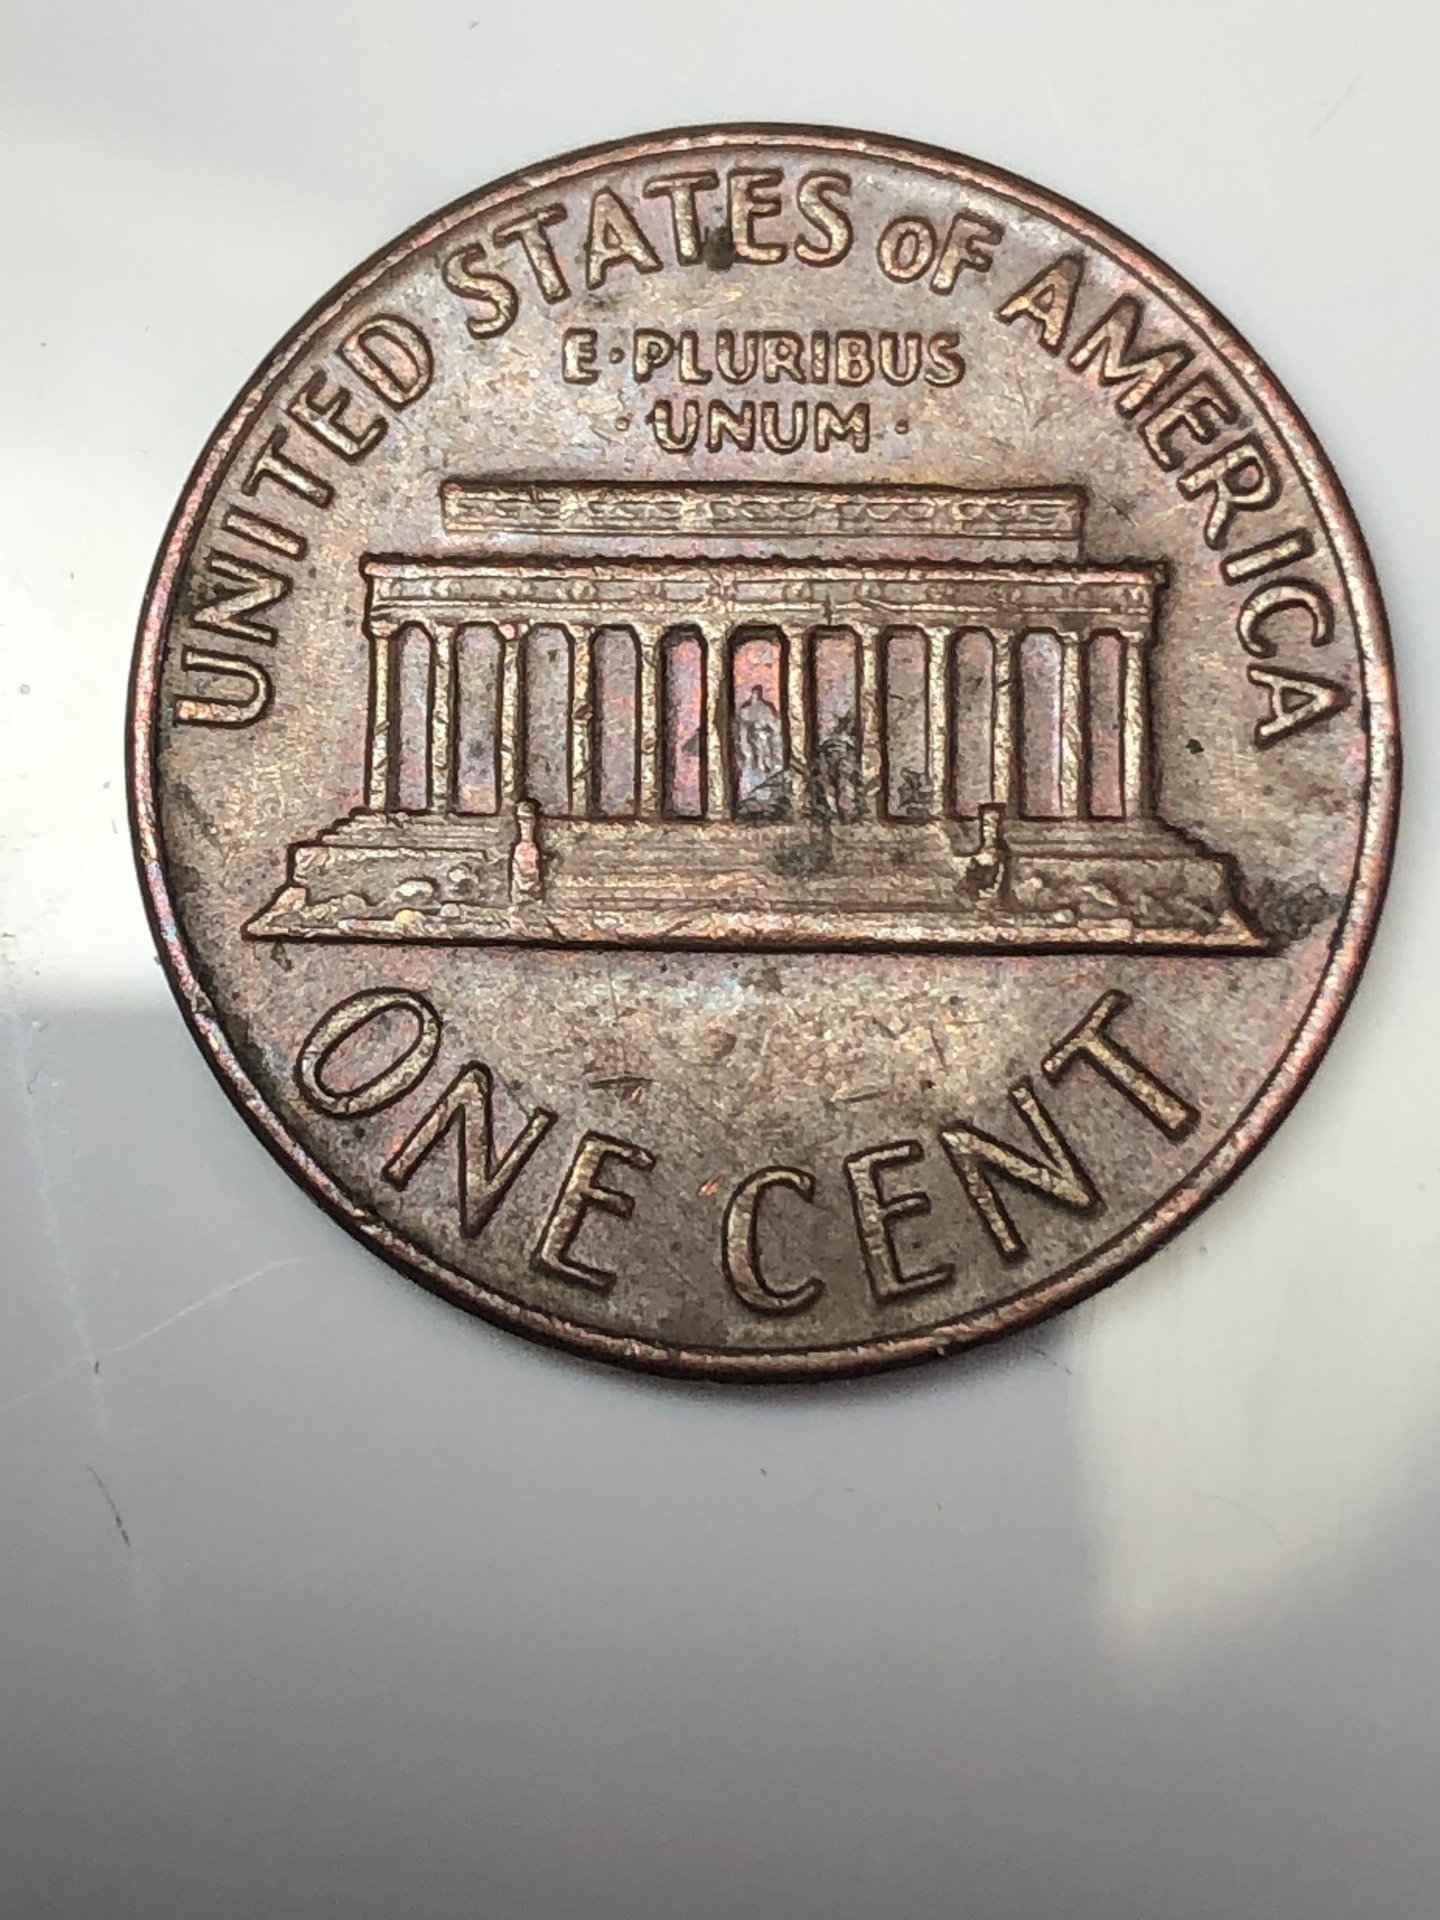 UNITED STATES OF AMERICA
E·PLURIBUS
·UNUM·
ONE CENT